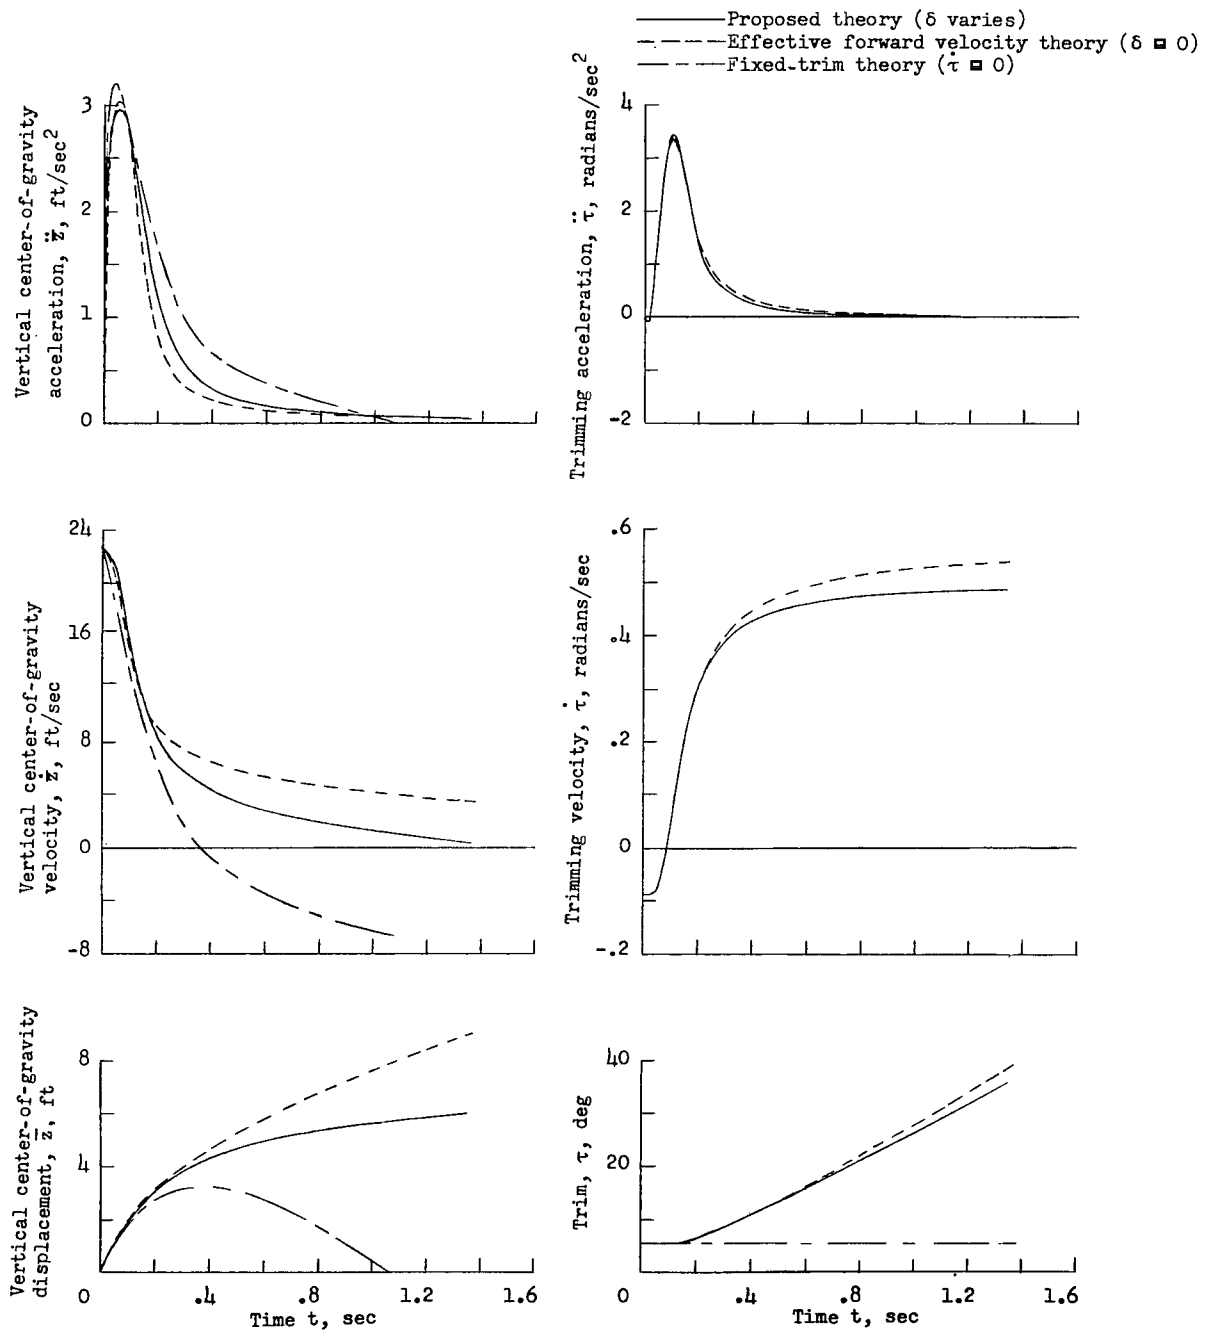 Proposed theory (δ varies)
Effective forward velocity theory (δ = 0)
Fixed-trim theory (τ̇ = 0)
Vertical center-of-gravity
acceleration, z̈, ft/sec²
3
2
1
0
Trimming acceleration, τ̈, radians/sec²
4
2
0
-2
Vertical center-of-gravity
velocity, ż, ft/sec
24
16
8
0
-8
Trimming velocity, τ̇, radians/sec
.6
.4
.2
0
-.2
Vertical center-of-gravity
displacement, z̄, ft
8
4
0 .4 .8 1.2 1.6
Time t, sec
Trim, τ, deg
40
20
0 .4 .8 1.2 1.6
Time t, sec